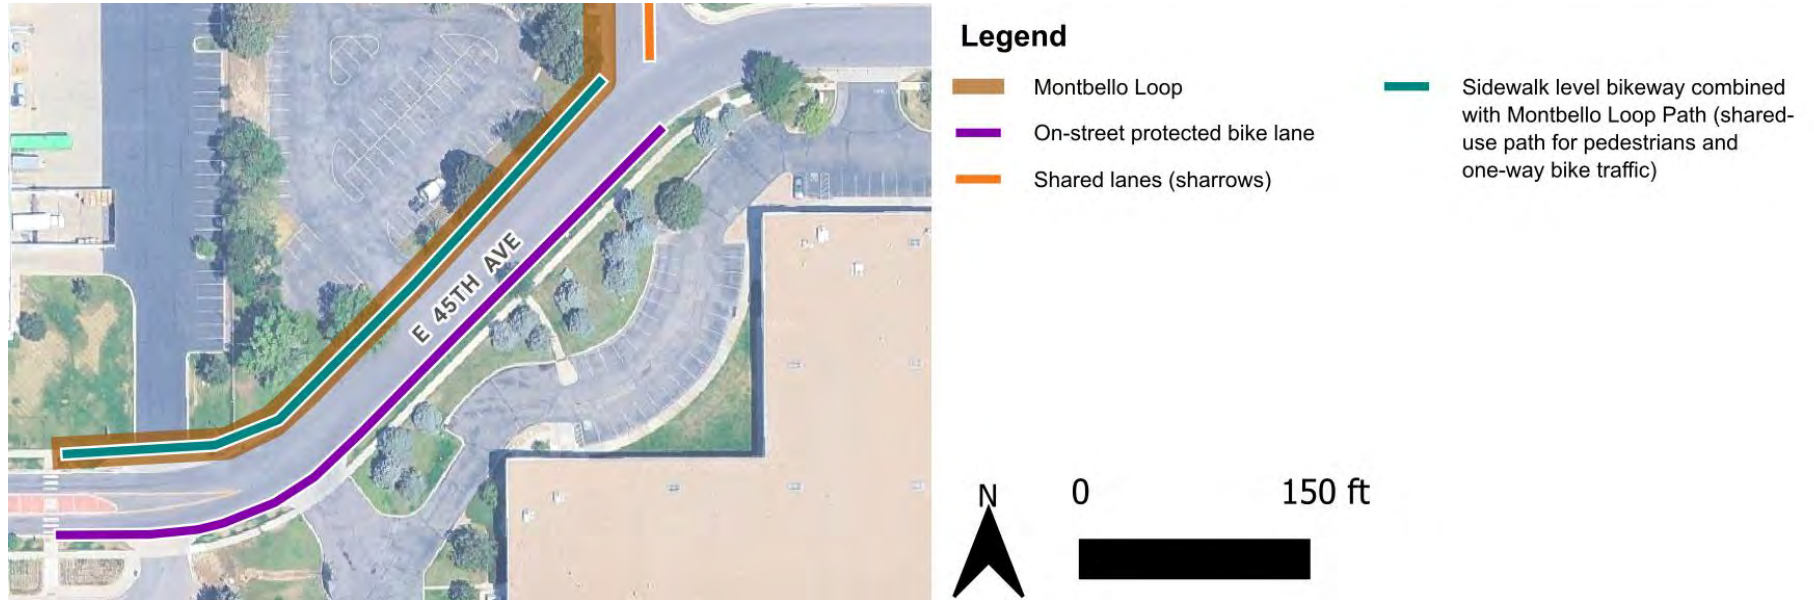 E 45TH AVE
Legend
Montbello Loop
On-street protected bike lane
Shared lanes (sharrows)
Sidewalk level bikeway combined
with Montbello Loop Path (shared-
use path for pedestrians and
one-way bike traffic)
N
0 150 ft